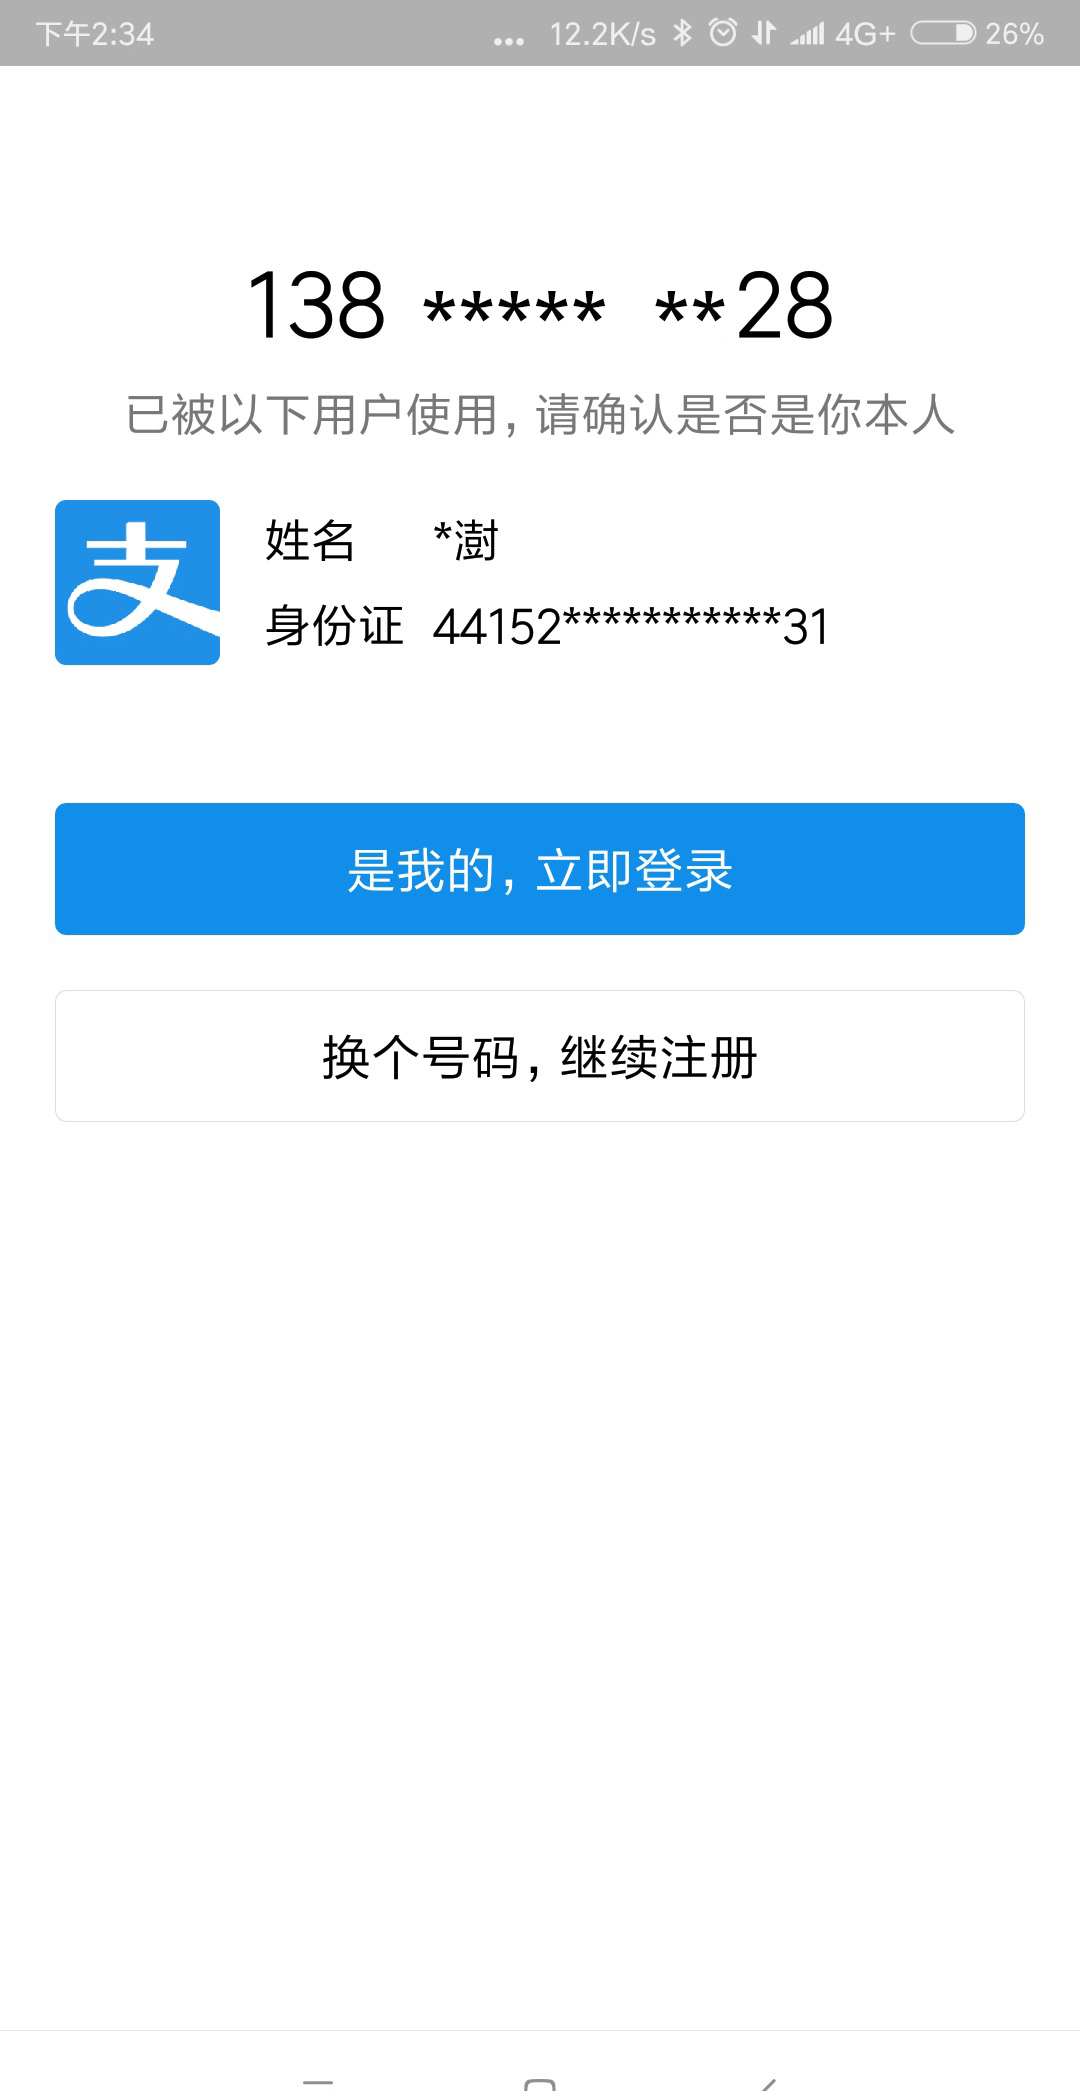 下午2:34 ... 12.2K/s 4G+ 26%
138 ***** **28
已被以下用户使用，请确认是否是你本人
支
姓名 *澍
身份证 44152***********31
是我的，立即登录
换个号码，继续注册